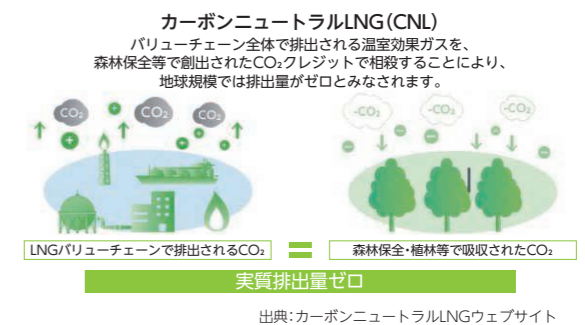 カーボンニュートラルLNG(CNL)
バリューチェーン全体で排出される温室効果ガスを、
森林保全等で創出されたCO₂クレジットで相殺することにより、
地球規模では排出量がゼロとみなされます。
CO₂ CO₂ CO₂
-CO₂ -CO₂ -CO₂
LNGバリューチェーンで排出されるCO₂ = 森林保全・植林等で吸収されたCO₂
実質排出量ゼロ
出典:カーボンニュートラルLNGウェブサイト